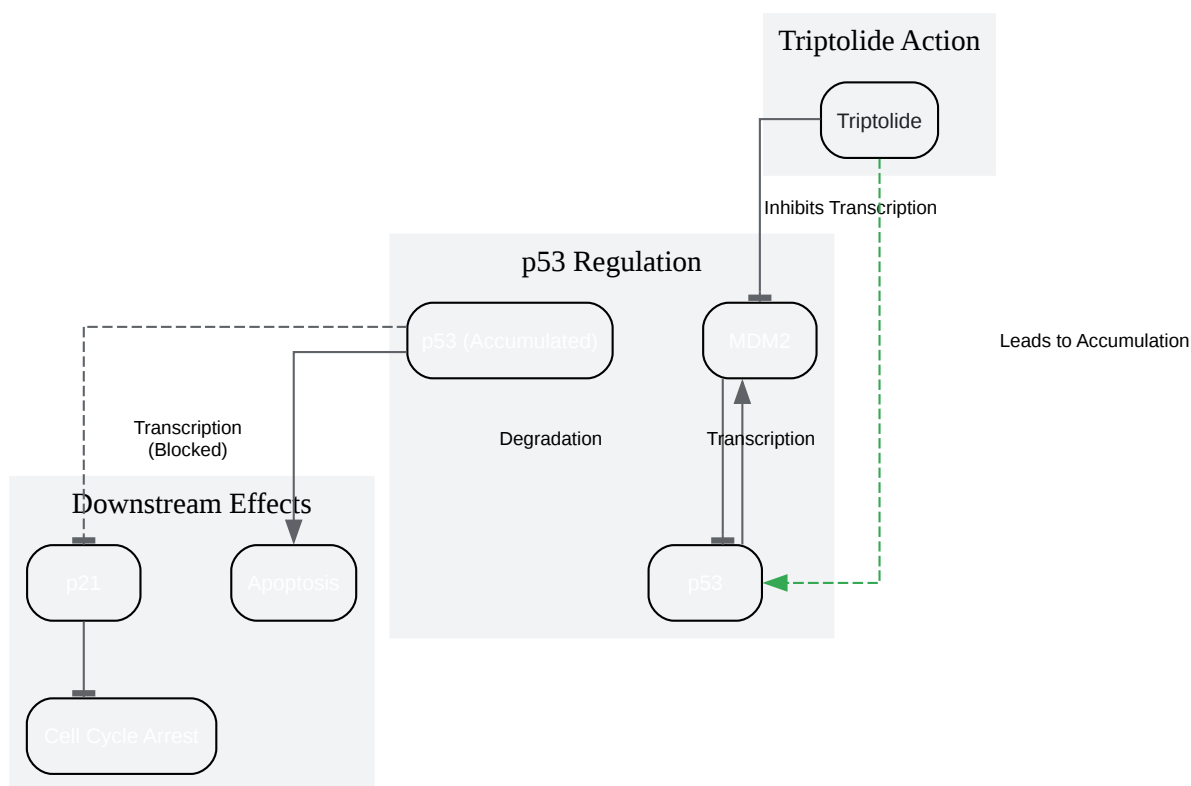 Triptolide Action
Triptolide
Inhibits Transcription
p53 Regulation
p53 (Accumulated)
MDM2
Leads to Accumulation
Transcription
(Blocked)
Degradation
Transcription
Downstream Effects
p21
Apoptosis
p53
Cell Cycle Arrest